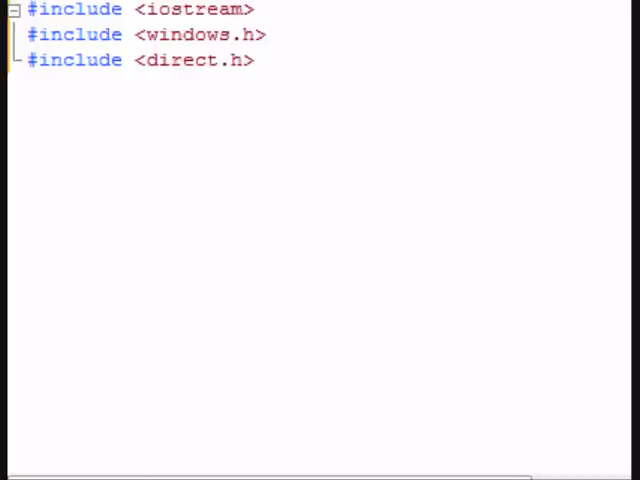 #include <iostream>
#include <windows.h>
#include <direct.h>